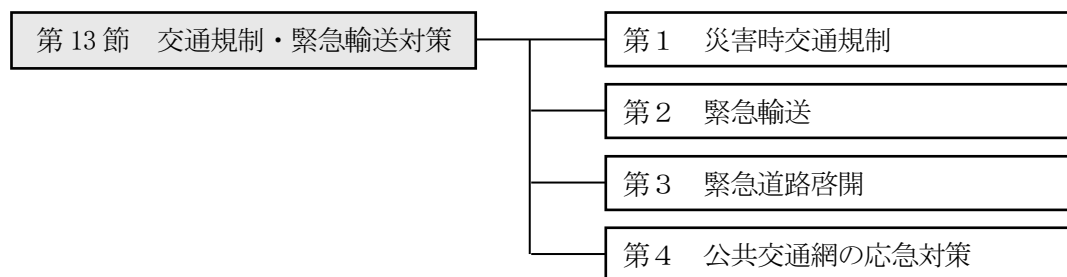 第 13 節　交通規制・緊急輸送対策
第１　災害時交通規制
第２　緊急輸送
第３　緊急道路啓開
第４　公共交通網の応急対策